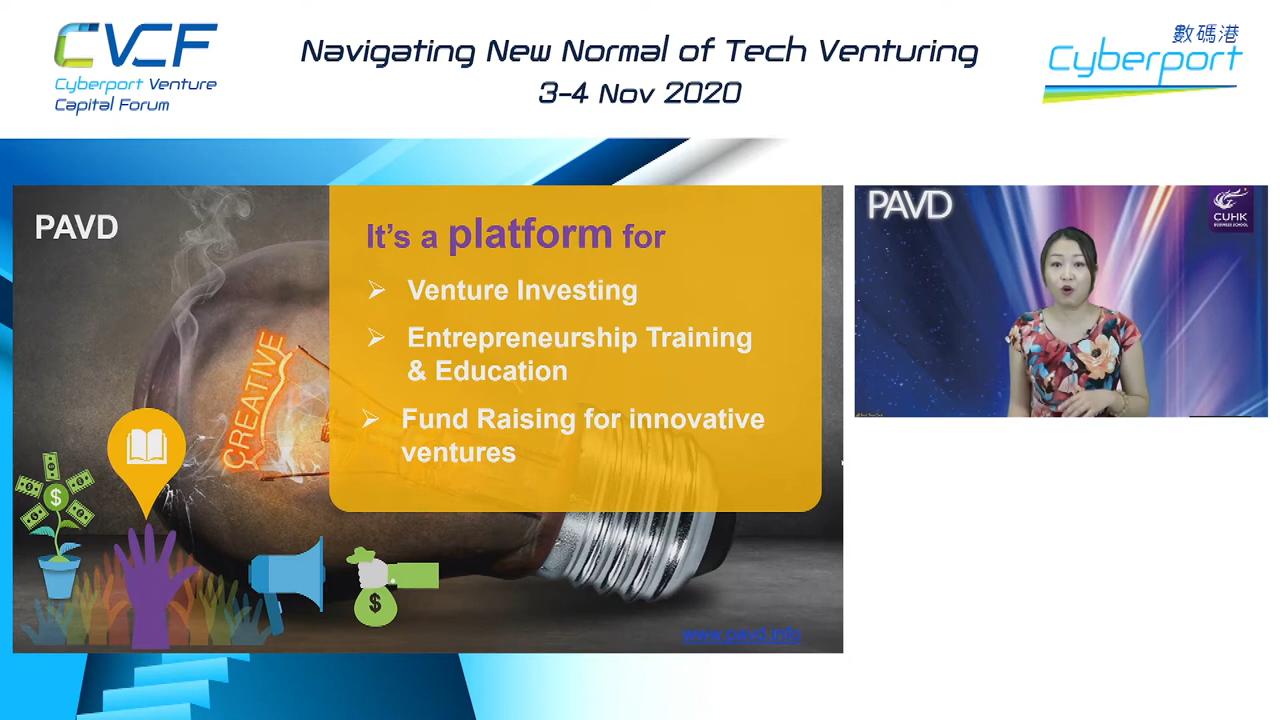 CVCF
Cyberport Venture
Capital Forum
Navigating New Normal of Tech Venturing
3-4 Nov 2020
數碼港
Cyberport
PAVD
It's a platform for
➢ Venture Investing
➢ Entrepreneurship Training
& Education
➢ Fund Raising for innovative
ventures
CREATIVE
$
$
www.pavd.info
PAVD
CUHK
BUSINESS SCHOOL